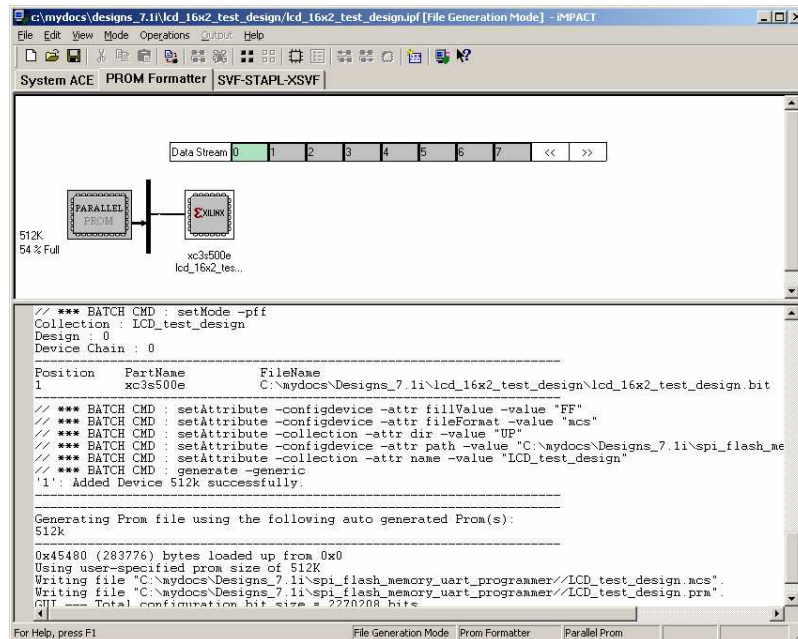 c:\mydocs\designs_7.1i\lcd_16x2_test_design/lcd_16x2_test_design.ipf [File Generation Mode] - iMPACT
File Edit View Mode Operations Output Help
System ACE PROM Formatter SVF-STAPL-XSVF
Data Stream 0 1 2 3 4 5 6 7 << >>
PARALLEL
PROM
XILINX
512K
54 % Full
xc3s500e
lcd_16x2_tes...
// *** BATCH CMD : setMode -pff
Collection : LCD_test_design
Design : 0
Device Chain : 0
Position PartName FileName
1 xc3s500e C:\mydocs\Designs_7.1i\lcd_16x2_test_design\lcd_16x2_test_design.bit
// *** BATCH CMD : setAttribute -configdevice -attr fillValue -value "FF"
// *** BATCH CMD : setAttribute -configdevice -attr fileFormat -value "mcs"
// *** BATCH CMD : setAttribute -collection -attr dir -value "UP"
// *** BATCH CMD : setAttribute -configdevice -attr path -value "C:\mydocs\Designs_7.1i\spi_flash_me
// *** BATCH CMD : setAttribute -collection -attr name -value "LCD_test_design"
// *** BATCH CMD : generate -generic
'1': Added Device 512k successfully.
Generating Prom file using the following auto generated Prom(s):
512k
0x45480 (283776) bytes loaded up from 0x0
Using user-specified prom size of 512K
Writing file "C:\mydocs\Designs_7.1i\spi_flash_memory_uart_programmer//LCD_test_design.mcs".
Writing file "C:\mydocs\Designs_7.1i\spi_flash_memory_uart_programmer//LCD_test_design.prm".
GUI --- Total configuration bit size = 2270208 bits
For Help, press F1 File Generation Mode Prom Formatter Parallel Prom